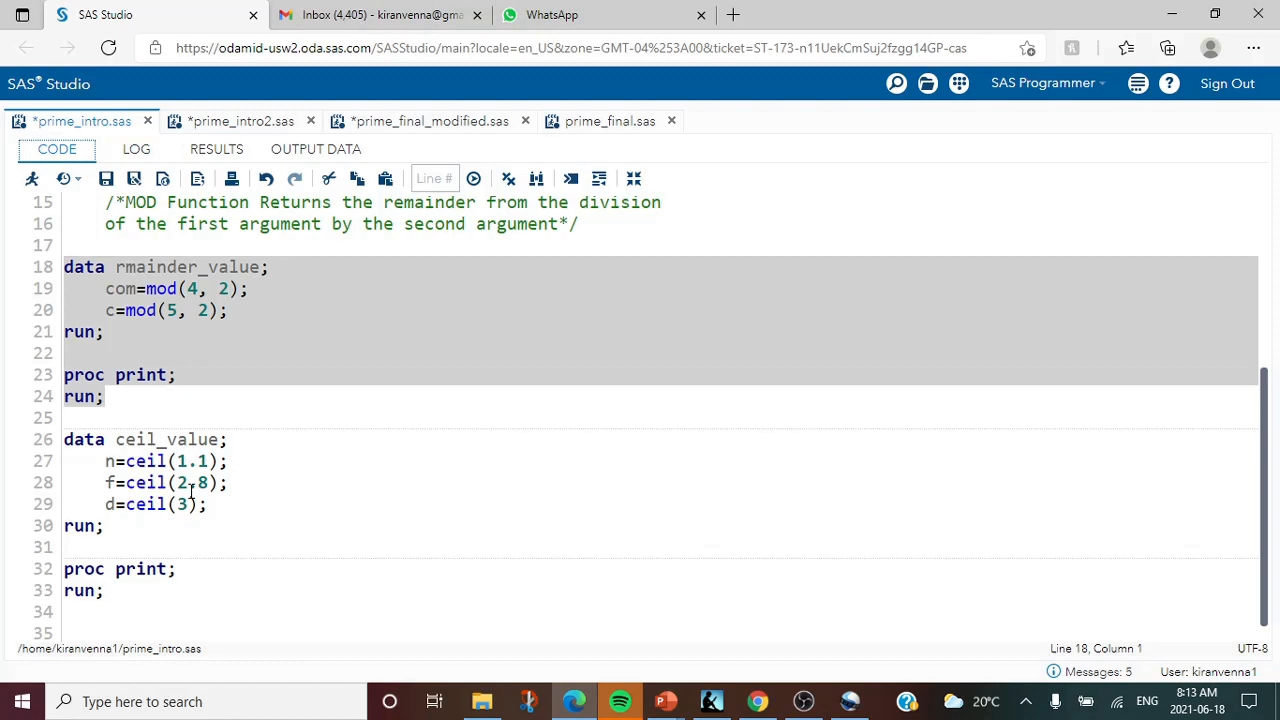 SAS Studio
Inbox (4,405) - kiranvenna@gma
WhatsApp
https://odamid-usw2.oda.sas.com/SASStudio/main?locale=en_US&zone=GMT-04%253A00&ticket=ST-173-n11UekCmSuj2fzgg14GP-cas
SAS® Studio
SAS Programmer
Sign Out
*prime_intro.sas
*prime_intro2.sas
*prime_final_modified.sas
prime_final.sas
CODE
LOG
RESULTS
OUTPUT DATA
Line #
15 /*MOD Function Returns the remainder from the division
16 of the first argument by the second argument*/
17
18 data rmainder_value;
19 com=mod(4, 2);
20 c=mod(5, 2);
21 run;
22
23 proc print;
24 run;
25
26 data ceil_value;
27 n=ceil(1.1);
28 f=ceil(2.8);
29 d=ceil(3);
30 run;
31
32 proc print;
33 run;
34
35
/home/kiranvenna1/prime_intro.sas
Line 18, Column 1
UTF-8
Messages: 5
User: kiranvenna1
Type here to search
20°C
ENG
8:13 AM
2021-06-18